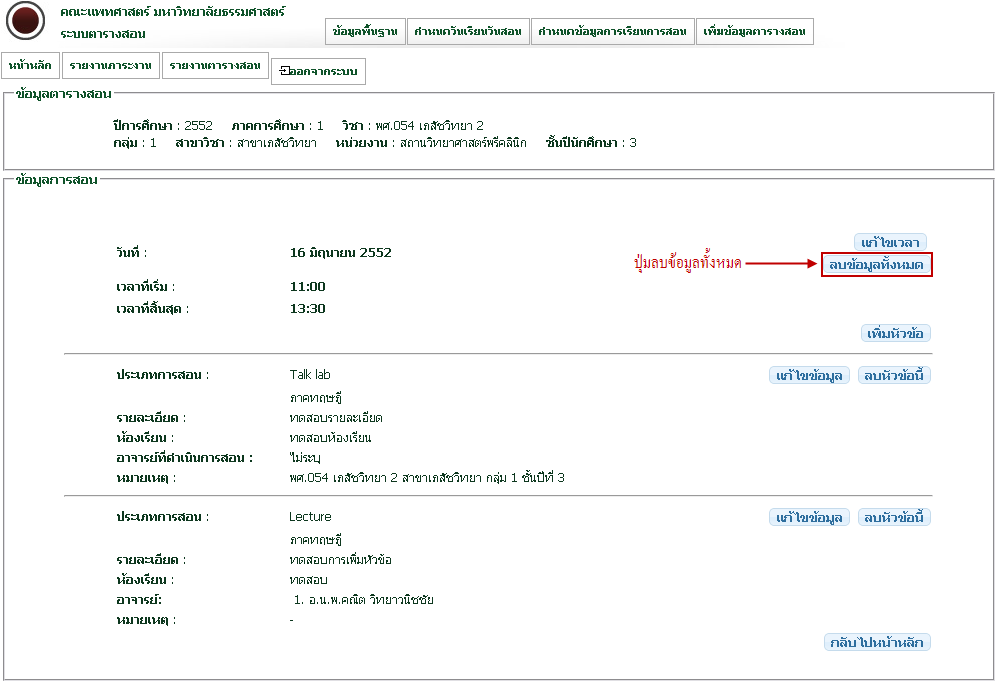 คณะแพทศาสตร์ มหาวิทยาลัยธรรมศาสตร์
ระบบตารางสอน
ข้อมูลพื้นฐาน กำหนดวันเรียนวันสอน กำหนดข้อมูลการเรียนการสอน เพิ่มข้อมูลตารางสอน
หน้าหลัก รายงานภาระงาน รายงานตารางสอน ออกจากระบบ
ข้อมูลตารางสอน
ปีการศึกษา : 2552 ภาคการศึกษา : 1 วิชา : พศ.054 เภสัชวิทยา 2
กลุ่ม : 1 สาขาวิชา : สาขาเภสัชวิทยา หน่วยงาน : สถานวิทยาศาสตร์พรีคลินิก ชั้นปีนักศึกษา : 3
ข้อมูลการสอน
แก้ไขเวลา
วันที่ : 16 มิถุนายน 2552
ปุ่มลบข้อมูลทั้งหมด ลบข้อมูลทั้งหมด
เวลาที่เริ่ม : 11:00
เวลาที่สิ้นสุด : 13:30
เพิ่มหัวข้อ
ประเภทการสอน : Talk lab แก้ไขข้อมูล ลบหัวข้อนี้
ภาคทฤษฎี
รายละเอียด : ทดสอบรายละเอียด
ห้องเรียน : ทดสอบห้องเรียน
อาจารย์ที่ดำเนินการสอน : ไม่ระบุ
หมายเหตุ : พศ.054 เภสัชวิทยา 2 สาขาเภสัชวิทยา กลุ่ม 1 ชั้นปีที่ 3
ประเภทการสอน : Lecture แก้ไขข้อมูล ลบหัวข้อนี้
ภาคทฤษฎี
รายละเอียด : ทดสอบการเพิ่มหัวข้อ
ห้องเรียน : ทดสอบ
อาจารย์: 1. อ.น.พ.คณิต วิทยาวนิชชัย
หมายเหตุ : -
กลับไปหน้าหลัก